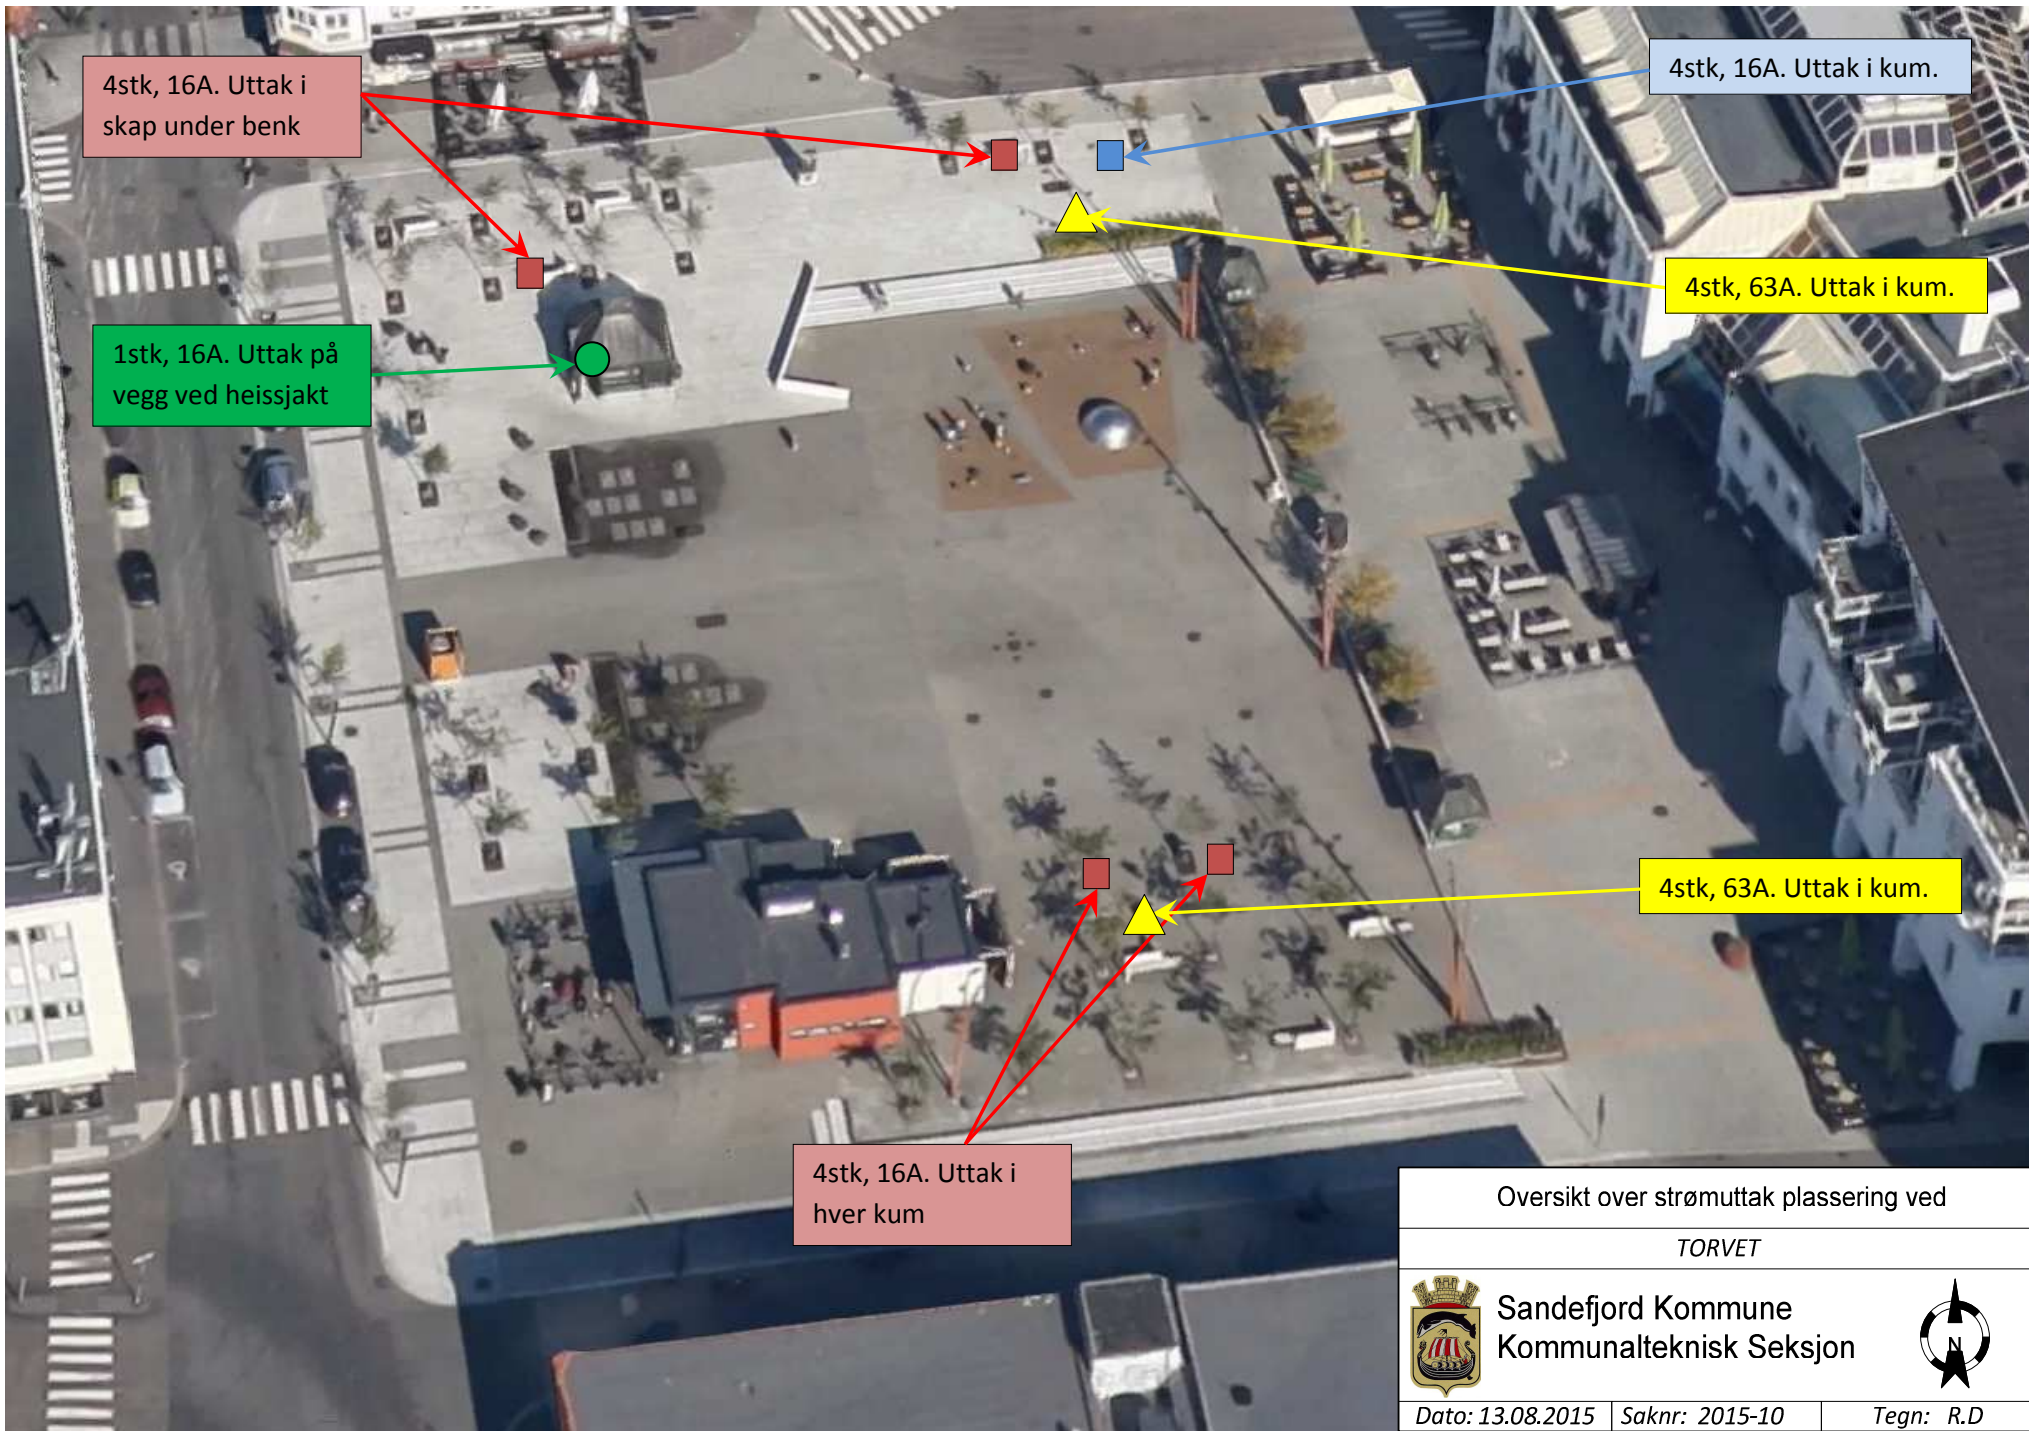 4stk, 16A. Uttak i
skap under benk
4stk, 16A. Uttak i kum.
4stk, 63A. Uttak i kum.
1stk, 16A. Uttak på
vegg ved heissjakt
4stk, 63A. Uttak i kum.
4stk, 16A. Uttak i
hver kum
Oversikt over strømuttak plassering ved
TORVET
Sandefjord Kommune
Kommunalteknisk Seksjon
N
Dato: 13.08.2015 Saknr: 2015-10 Tegn: R.D